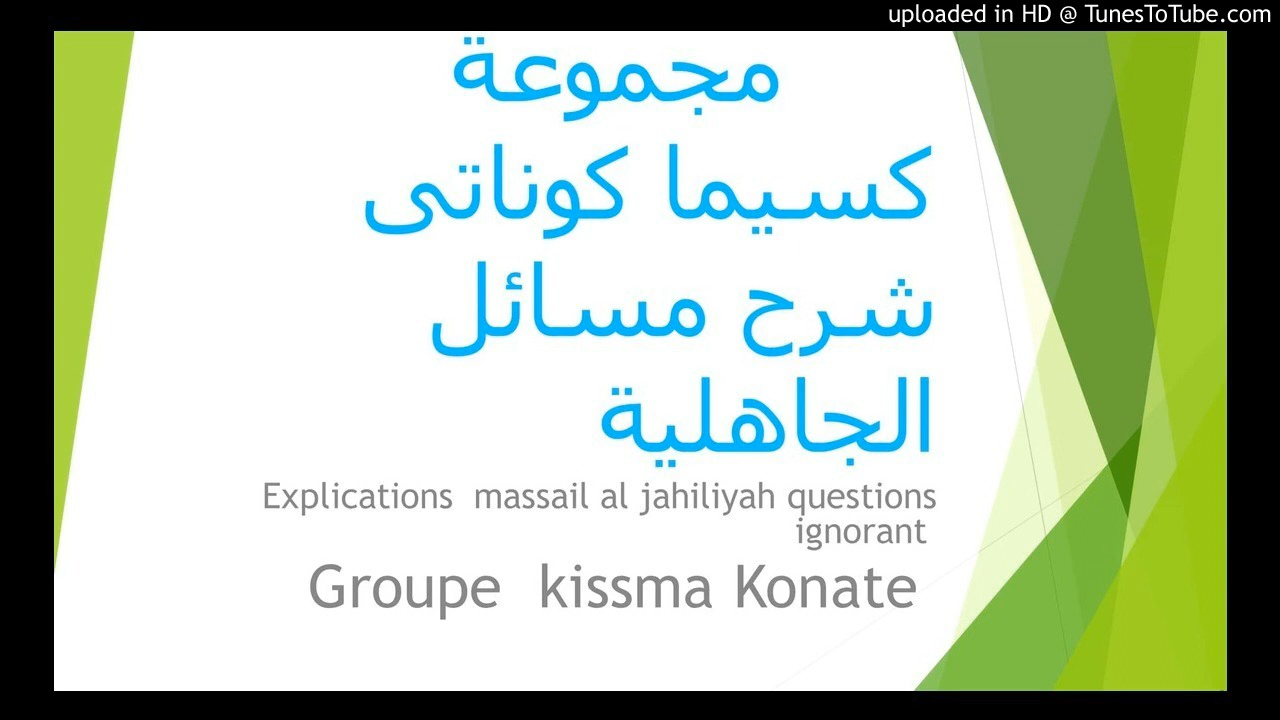 uploaded in HD @ TunesToTube.com
مجموعة
كسيما كوناتى
شرح مسائل
الجاهلية
Explications massail al jahiliyah questions
ignorant
Groupe kissma Konate